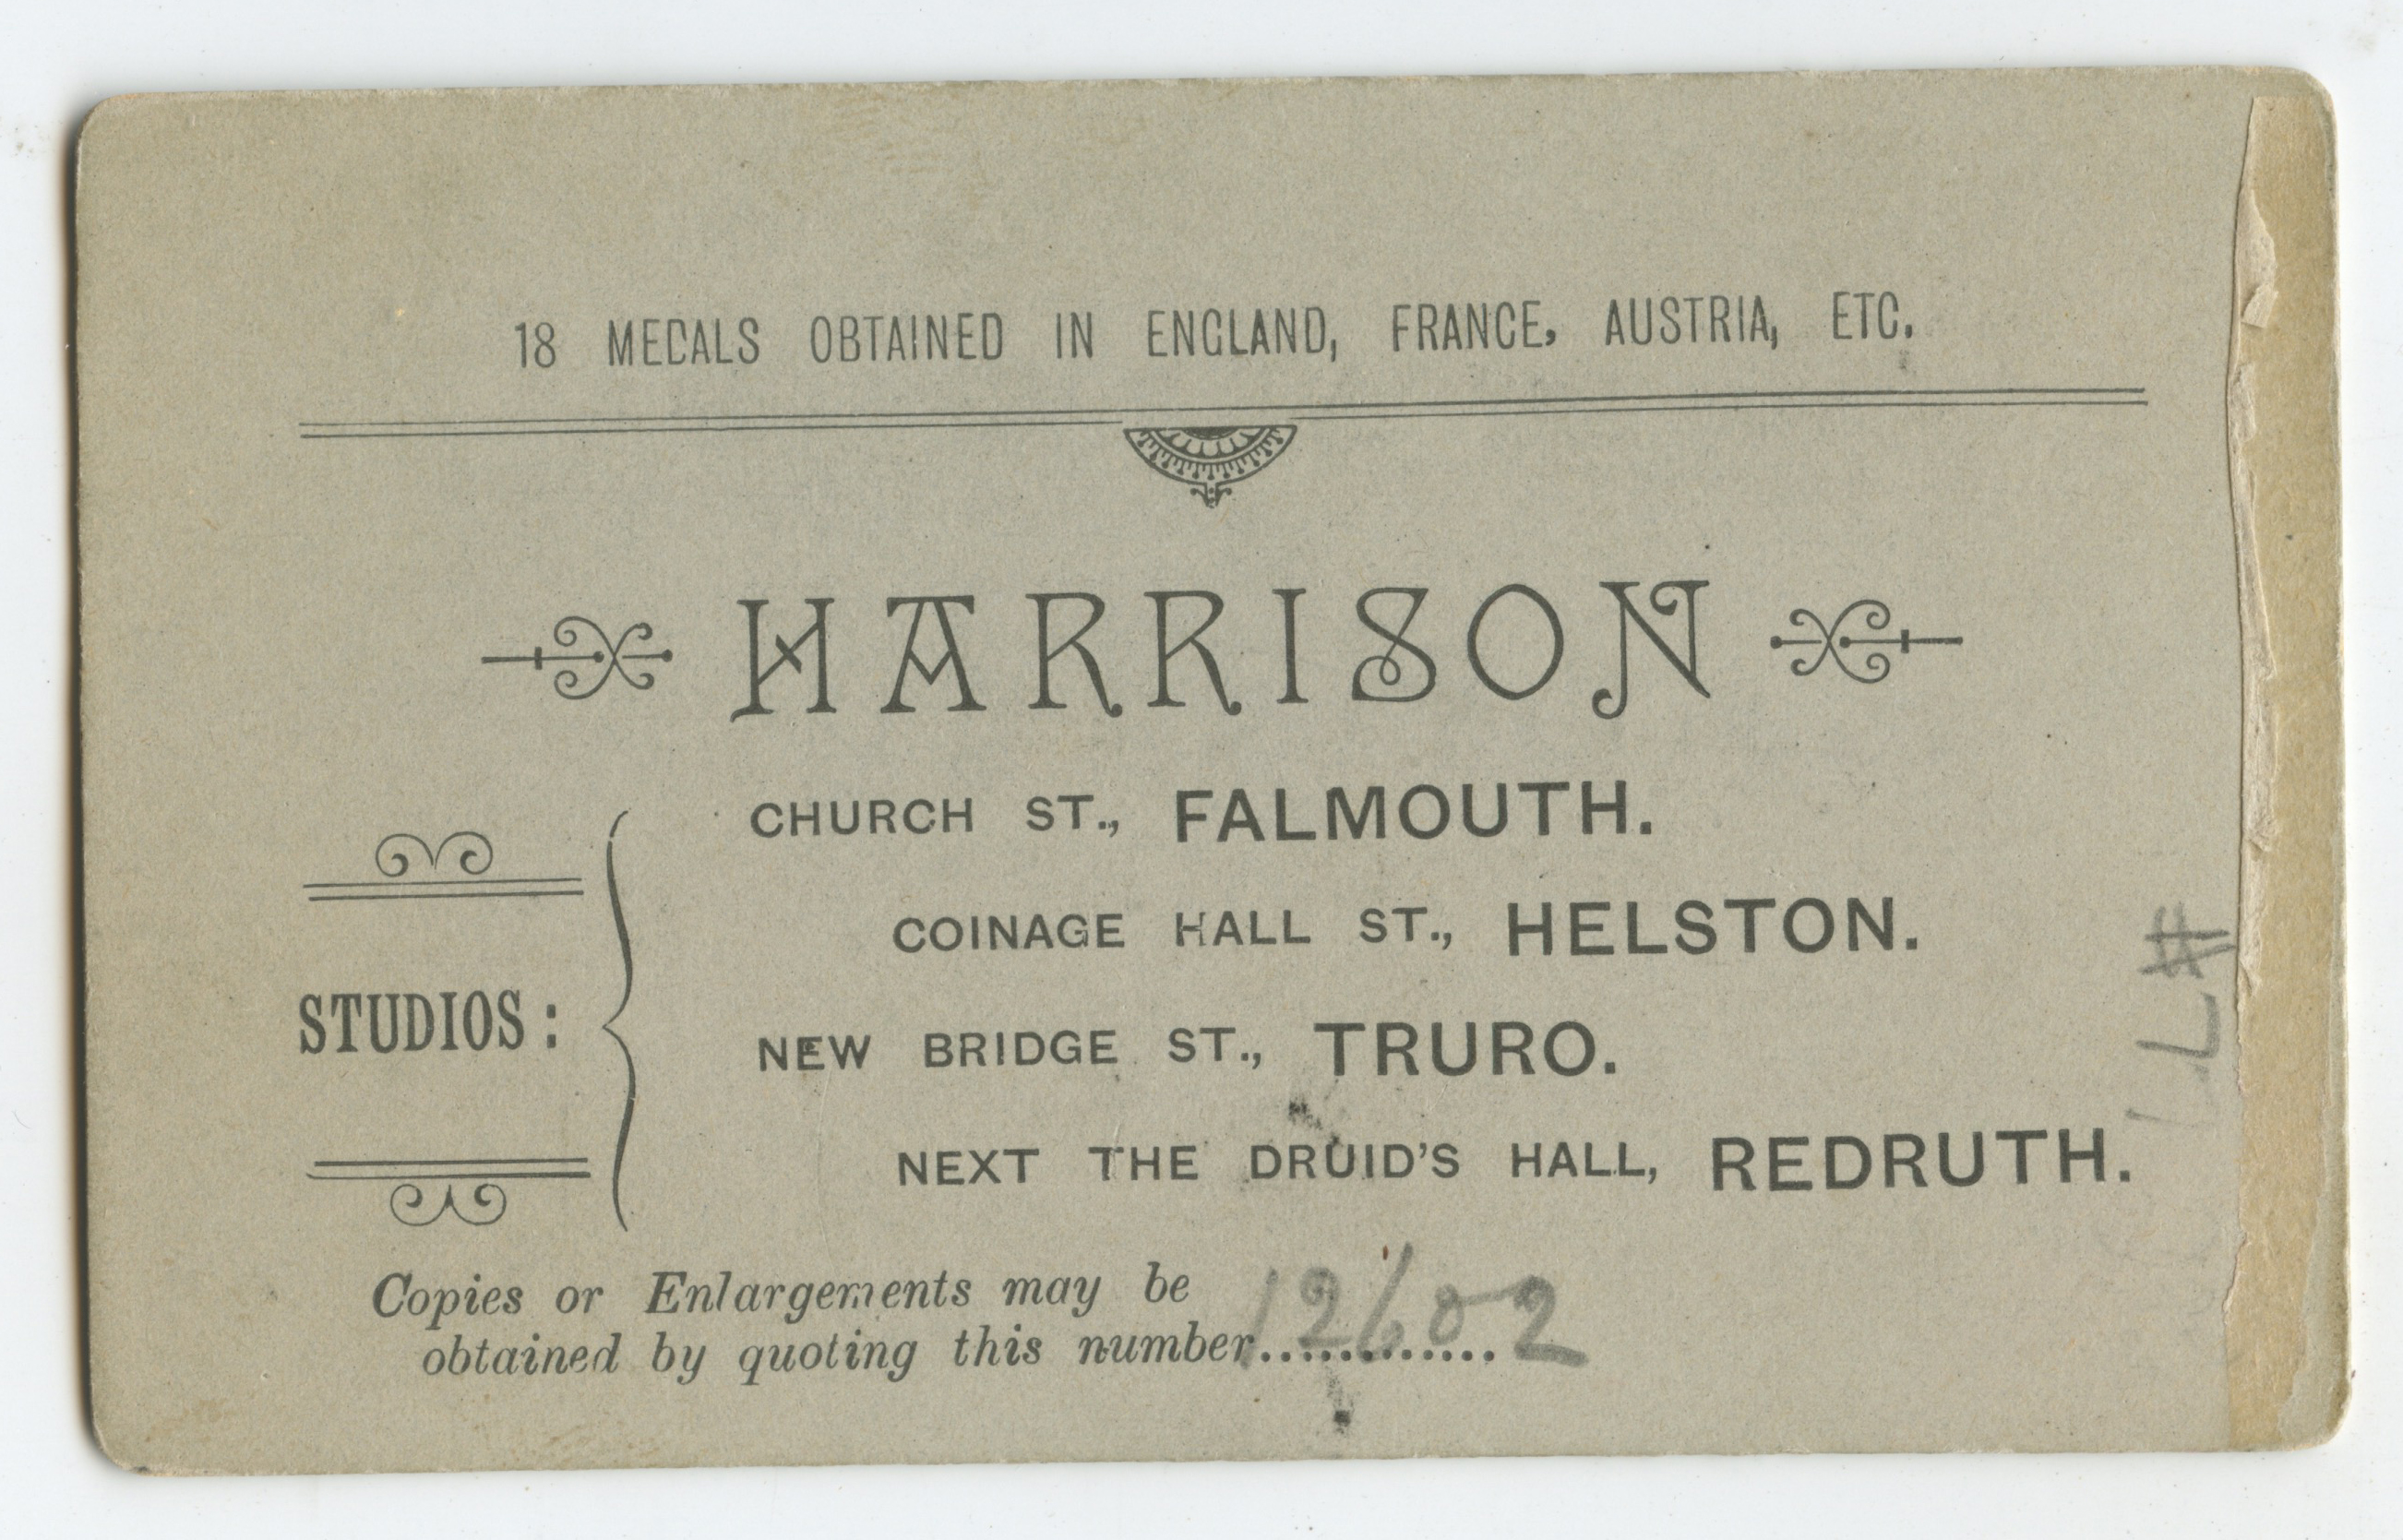 18 MEDALS OBTAINED IN ENGLAND, FRANCE, AUSTRIA, ETC.
HARRISON
STUDIOS:
CHURCH ST., FALMOUTH.
COINAGE HALL ST., HELSTON.
NEW BRIDGE ST., TRURO.
NEXT THE DRUID'S HALL, REDRUTH.
Copies or Enlargements may be
obtained by quoting this number............ 12602